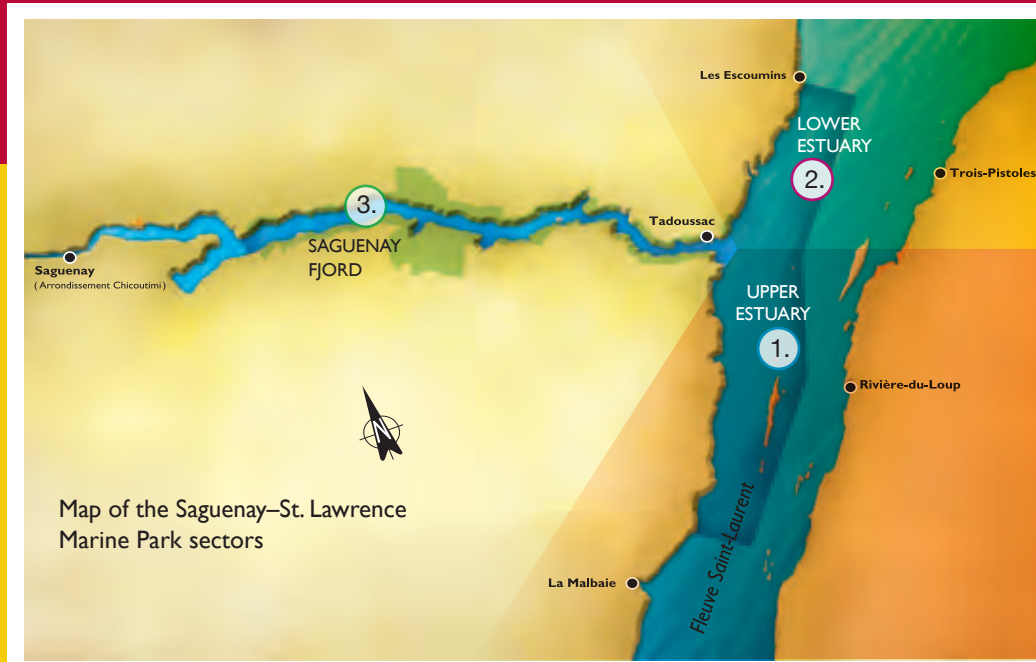 Les Escoumins
LOWER
ESTUARY
2.
Trois-Pistoles
3.
Tadoussac
SAGUENAY
FJORD
Saguenay
(Arrondissement Chicoutimi)
UPPER
ESTUARY
1.
Rivière-du-Loup
N
Map of the Saguenay–St. Lawrence
Marine Park sectors
Fleuve Saint-Laurent
La Malbaie